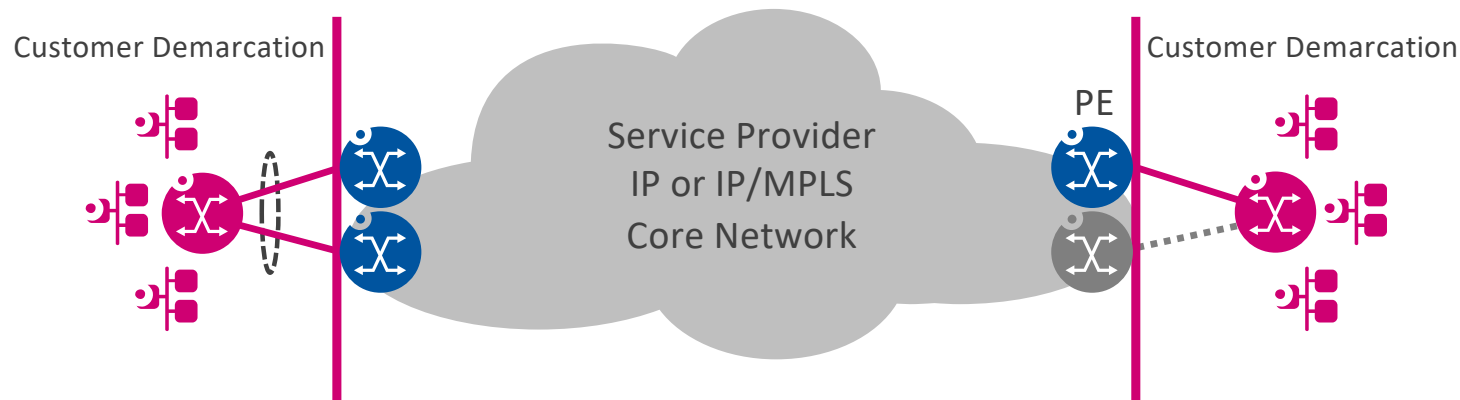 Customer Demarcation
Customer Demarcation
PE
Service Provider
IP or IP/MPLS
Core Network